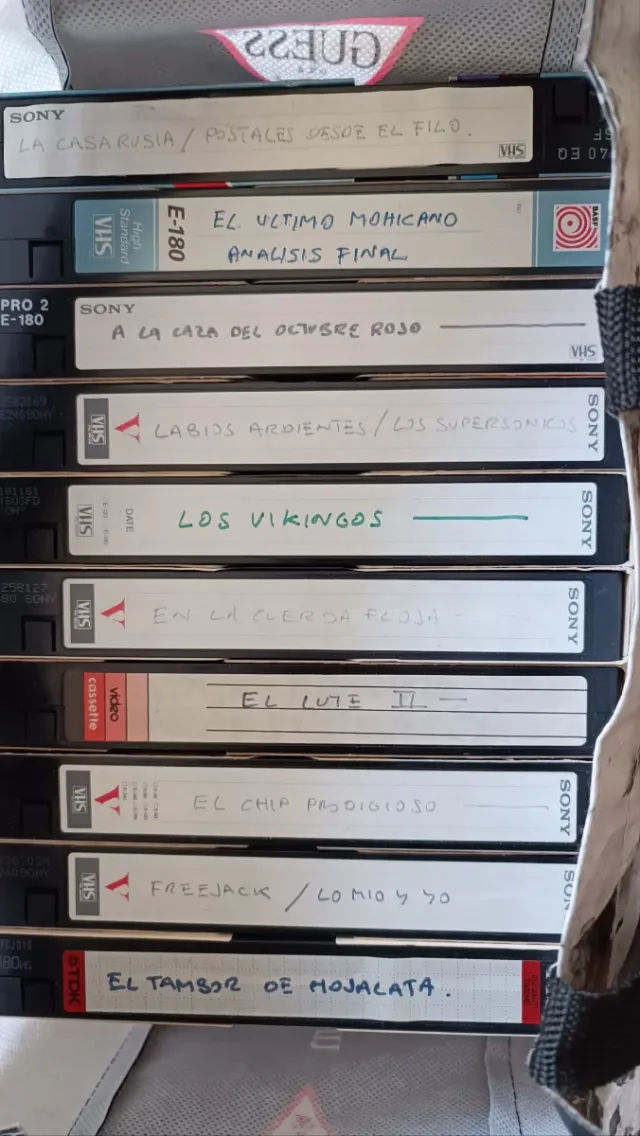 GUESS
SONY
LA CASA RUSIA / POSTALES DESDE EL FILO.
VHS
High Standard
VHS
E-180
EL ULTIMO MOHICANO
ANALISIS FINAL
BASF
PRO 2
E-180
SONY
A LA CAZA DEL OCTUBRE ROJO
VHS
VHS
V
LABIOS ARDIENTES / LOS SUPERSONICOS
SONY
VHS
DATE
LOS VIKINGOS
SONY
258127
VHS
V
EN LA CUERDA FLOJA -
SONY
video cassette
EL LUTE II -
VHS
V
EL CHIP PRODIGIOSO
SONY
VHS
V
FREEJACK / LO MIO Y YO
TDK
EL TAMBOR DE HOJALATA.